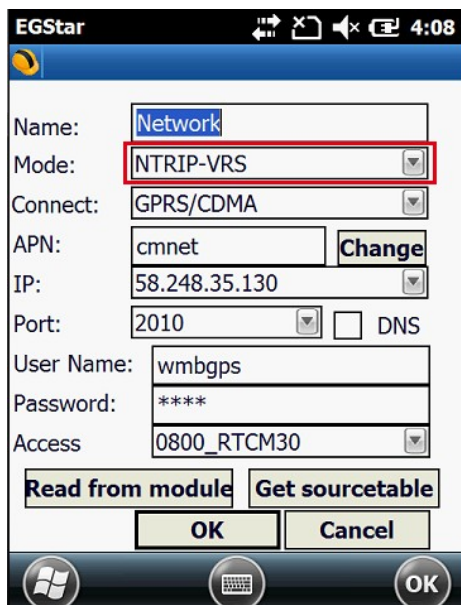 EGStar 4:08
Name: Network
Mode: NTRIP-VRS
Connect: GPRS/CDMA
APN: cmnet Change
IP: 58.248.35.130
Port: 2010 DNS
User Name: wmbgps
Password: ****
Access 0800_RTCM30
Read from module Get sourcetable
OK Cancel
OK